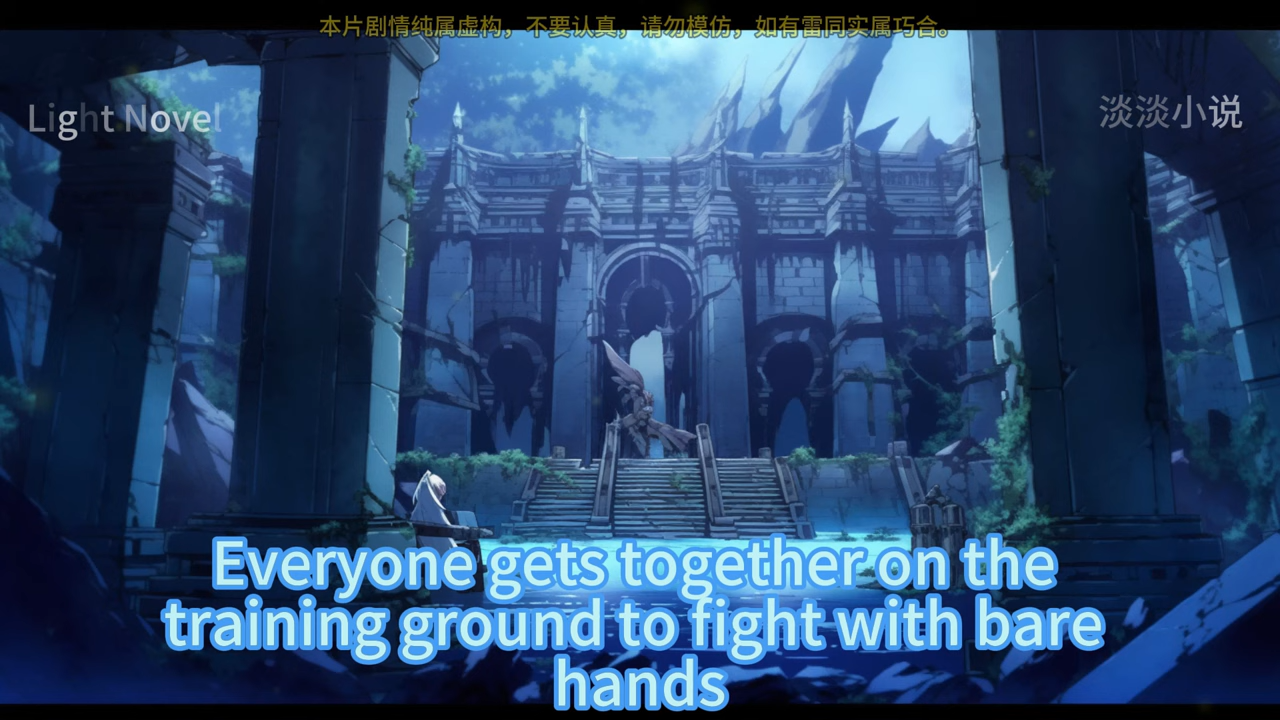 本片剧情纯属虚构，不要认真，请勿模仿，如有雷同实属巧合。
Light Novel
淡淡小说
Everyone gets together on the
training ground to fight with bare
hands